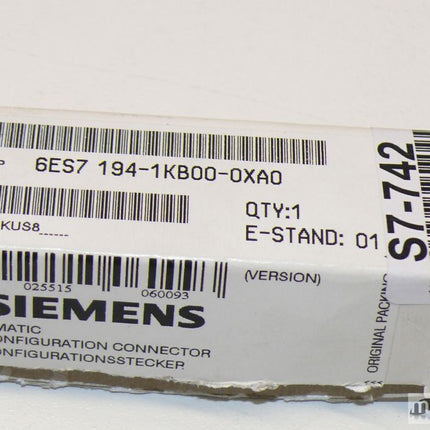 P 6ES7 194-1KB00-0XA0
QTY:1
KUS8______
E-STAND: 01
(VERSION)
025515 060093
SIEMENS
MATIC
ONFIGURATION CONNECTOR
ONFIGURATIONSSTECKER
S7-742
ORIGINAL PACKING